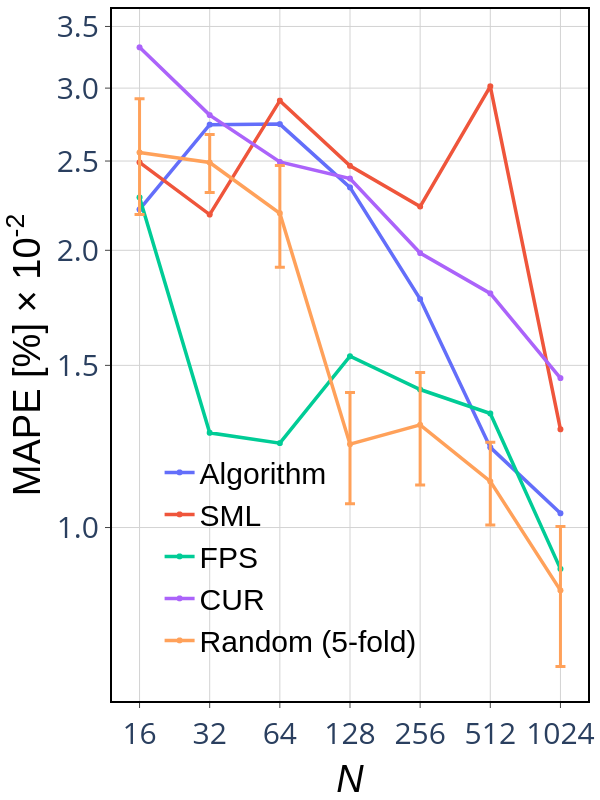 MAPE [%] × 10⁻²
3.5
3.0
2.5
2.0
1.5
1.0
Algorithm
SML
FPS
CUR
Random (5-fold)
16 32 64 128 256 512 1024
N